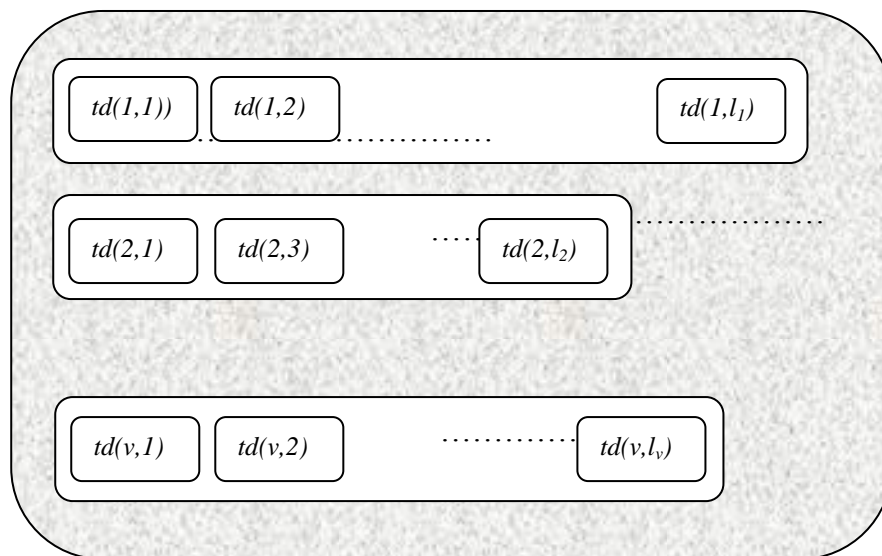 td(1,1)) td(1,2) ........................ td(1,l₁)
td(2,1) td(2,3) ..... td(2,l₂) ........................
td(v,1) td(v,2) ................. td(v,lᵥ)